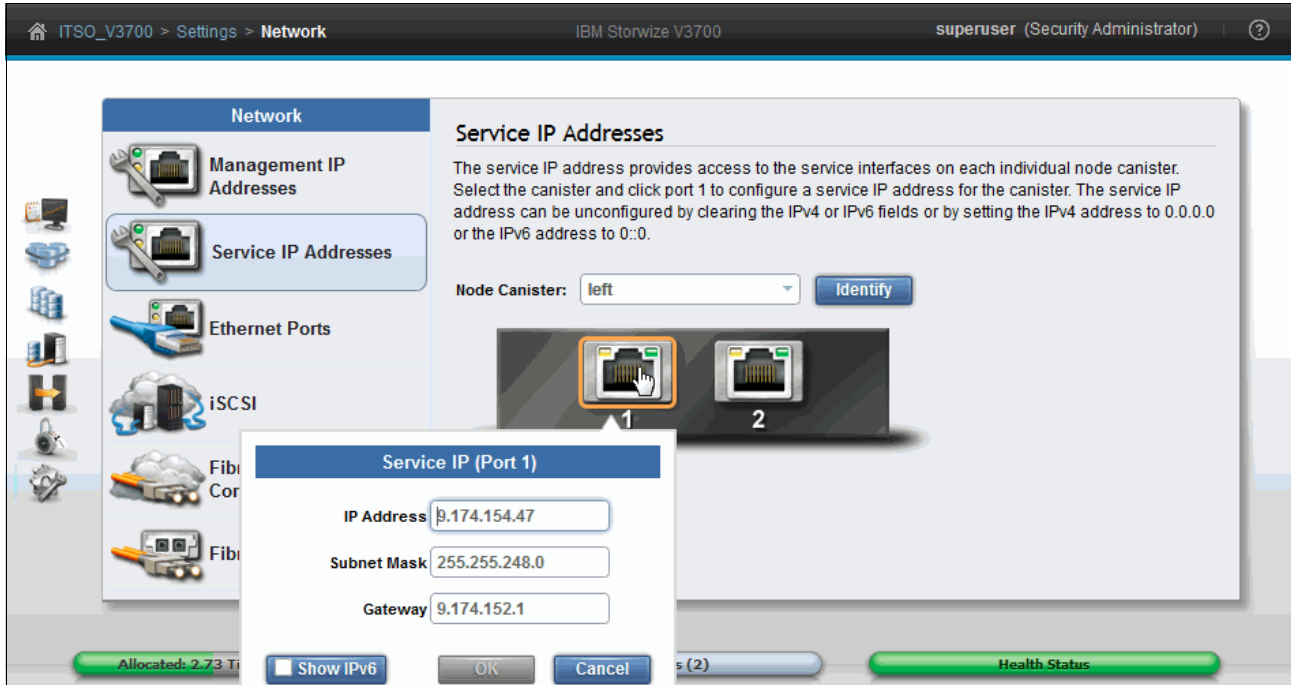 ITSO_V3700 > Settings > Network
IBM Storwize V3700
superuser (Security Administrator)
?
Network
Management IP
Addresses
Service IP Addresses
Ethernet Ports
iSCSI
Service IP Addresses
The service IP address provides access to the service interfaces on each individual node canister.
Select the canister and click port 1 to configure a service IP address for the canister. The service IP
address can be unconfigured by clearing the IPv4 or IPv6 fields or by setting the IPv4 address to 0.0.0.0
or the IPv6 address to 0::0.
Node Canister: left Identify
1 2
Service IP (Port 1)
IP Address 9.174.154.47
Subnet Mask 255.255.248.0
Gateway 9.174.152.1
Show IPv6 OK Cancel
Allocated: 2.73
(2)
Health Status